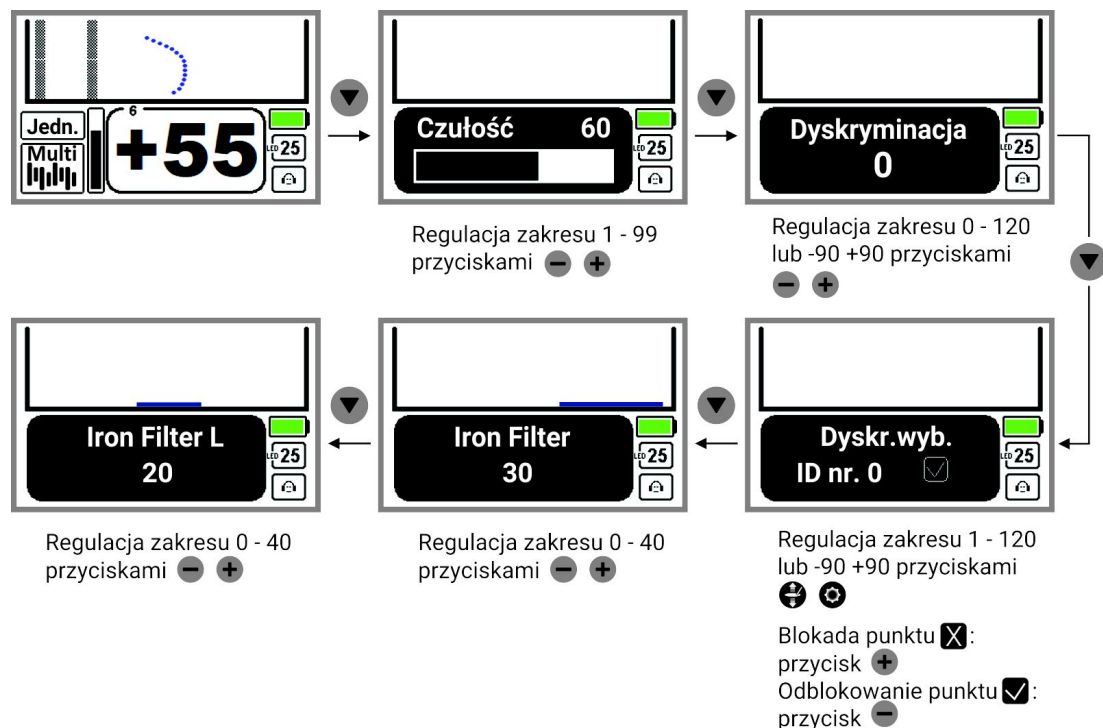 6
Jedn.
Multi
+55
LED 25
Czułość 60
LED 25
Dyskryminacja
0
LED 25
Regulacja zakresu 1 - 99
przyciskami - +
Regulacja zakresu 0 - 120
lub -90 +90 przyciskami
- +
Iron Filter L
20
LED 25
Iron Filter
30
LED 25
Dyskr.wyb.
ID nr. 0
LED 25
Regulacja zakresu 0 - 40
przyciskami - +
Regulacja zakresu 0 - 40
przyciskami - +
Regulacja zakresu 1 - 120
lub -90 +90 przyciskami
Blokada punktu X:
przycisk +
Odblokowanie punktu ✓:
przycisk -